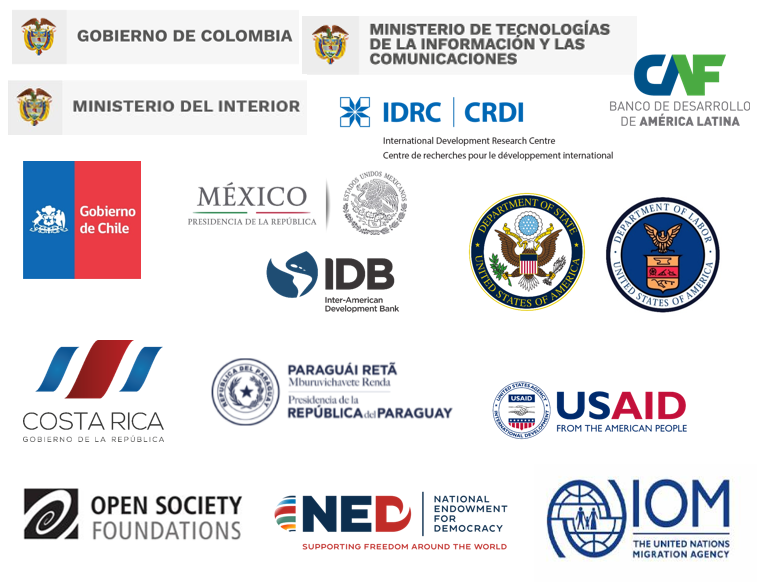 GOBIERNO DE COLOMBIA
MINISTERIO DE TECNOLOGÍAS
DE LA INFORMACIÓN Y LAS
COMUNICACIONES
CAF
BANCO DE DESARROLLO
DE AMÉRICA LATINA
MINISTERIO DEL INTERIOR
IDRC | CRDI
International Development Research Centre
Centre de recherches pour le développement international
Gobierno
de Chile
MÉXICO
PRESIDENCIA DE LA REPÚBLICA
ESTADOS UNIDOS MEXICANOS
DEPARTMENT OF STATE
UNITED STATES OF AMERICA
DEPARTMENT OF LABOR
UNITED STATES OF AMERICA
IDB
Inter-American
Development Bank
COSTA RICA
GOBIERNO DE LA REPÚBLICA
REPUBLICA DEL PARAGUAY
PARAGUÁI RETÃ
Mburuvichavete Renda
Presidencia de la
REPÚBLICA del PARAGUAY
UNITED STATES AGENCY
INTERNATIONAL DEVELOPMENT
USAID
USAID
FROM THE AMERICAN PEOPLE
OPEN SOCIETY
FOUNDATIONS
NED
NATIONAL
ENDOWMENT
FOR
DEMOCRACY
SUPPORTING FREEDOM AROUND THE WORLD
IOM
THE UNITED NATIONS
MIGRATION AGENCY